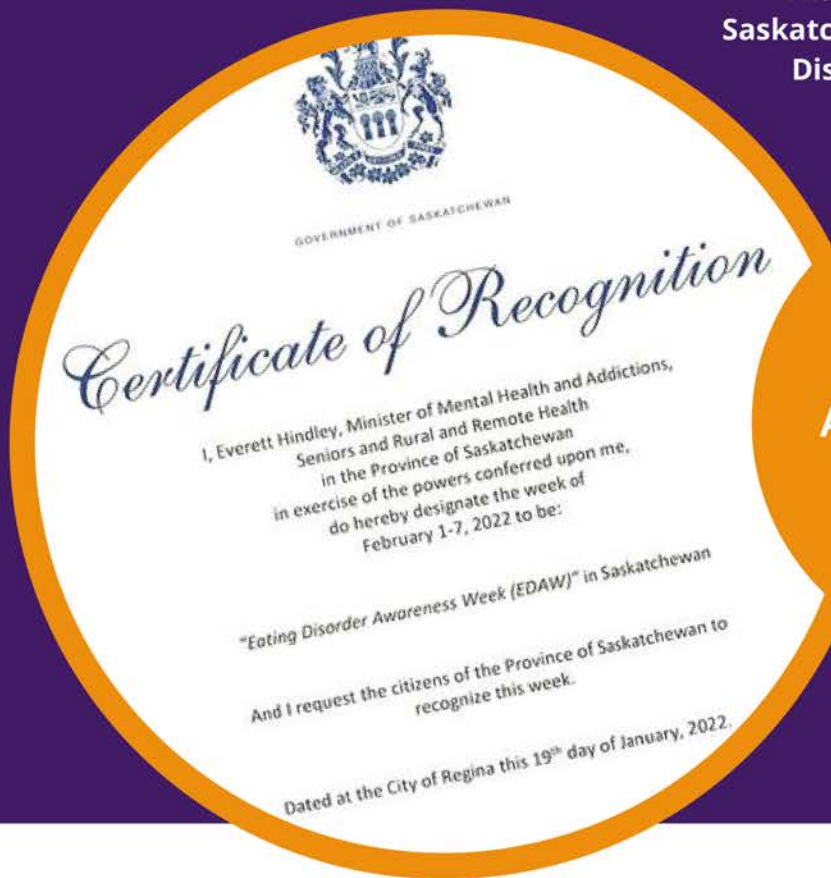 Saskatc
Dis
GOVERNMENT OF SASKATCHEWAN
Certificate of Recognition
I, Everett Hindley, Minister of Mental Health and Addictions,
Seniors and Rural and Remote Health
in the Province of Saskatchewan
in exercise of the powers conferred upon me,
do hereby designate the week of
February 1-7, 2022 to be:
"Eating Disorder Awareness Week (EDAW)" in Saskatchewan
And I request the citizens of the Province of Saskatchewan to
recognize this week.
Dated at the City of Regina this 19th day of January, 2022.
A